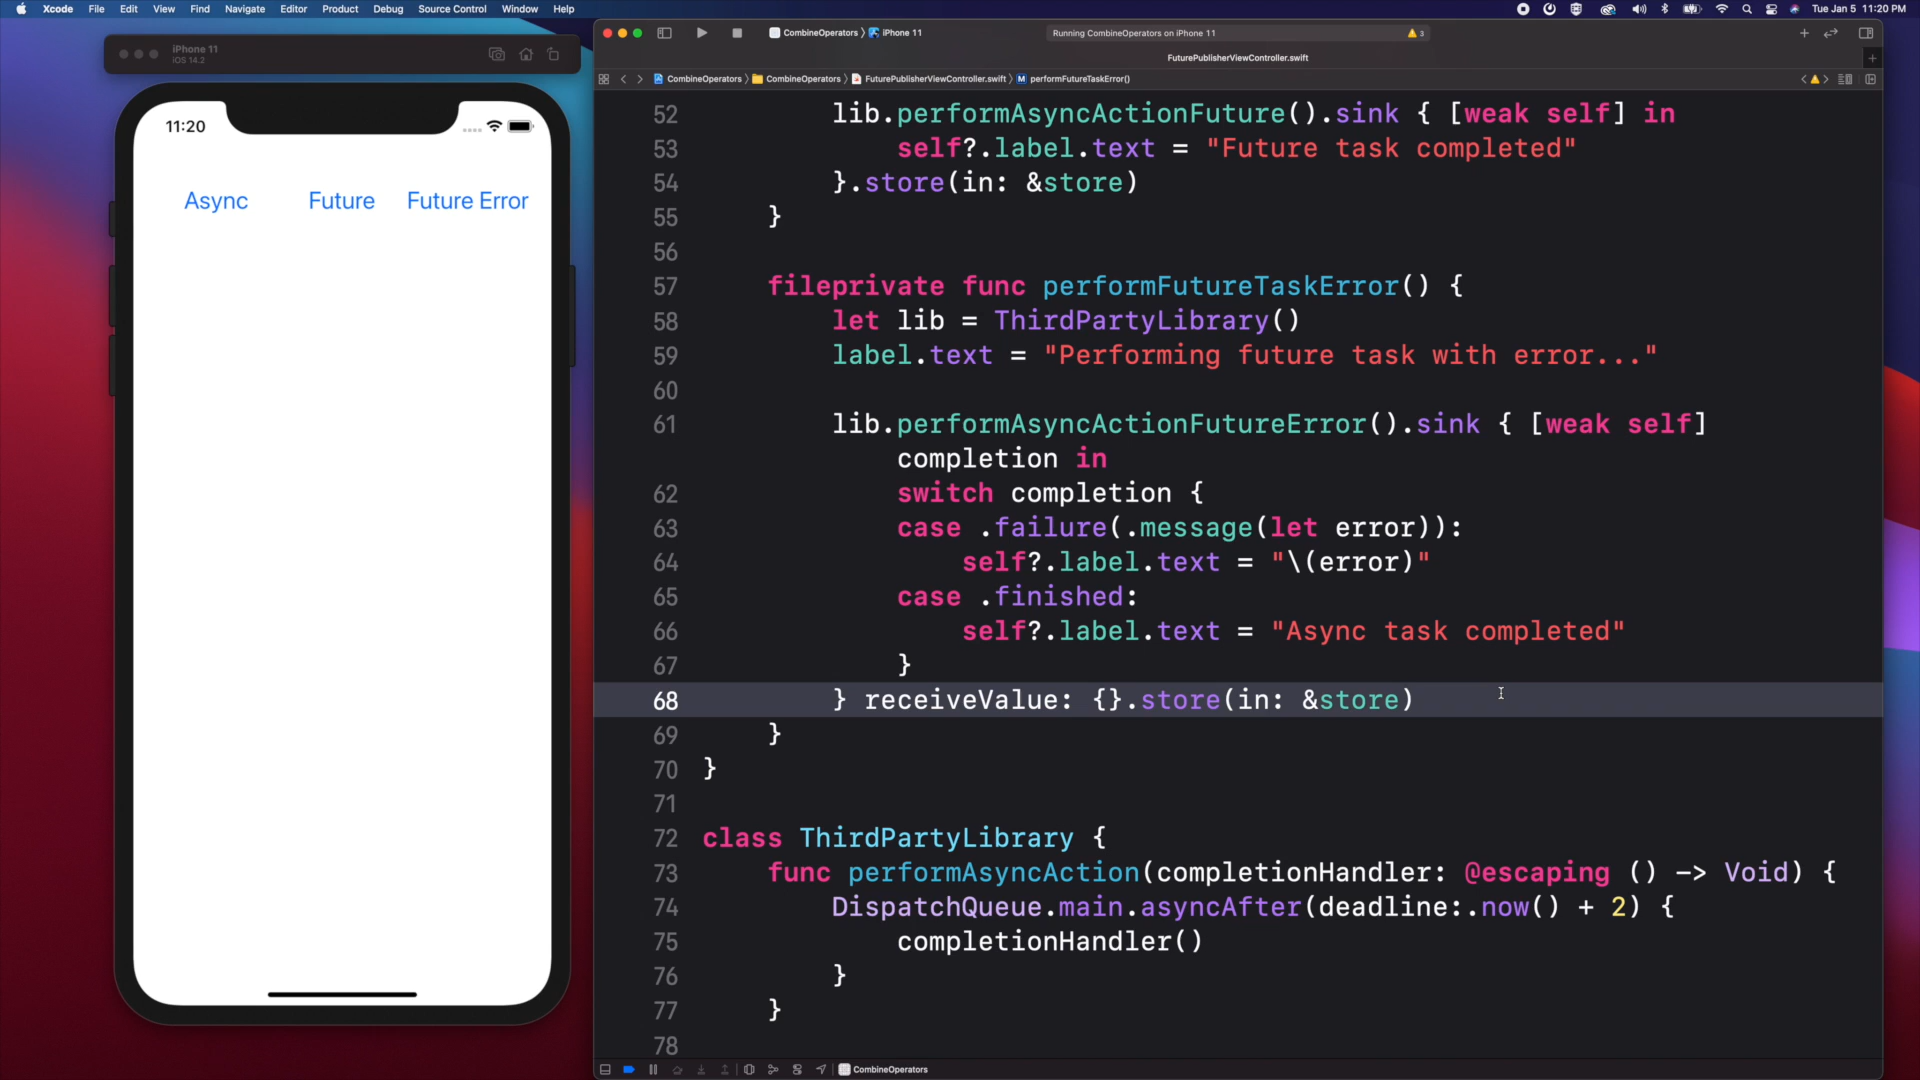 Xcode File Edit View Find Navigate Editor Product Debug Source Control Window Help
Tue Jan 5 11:20 PM
iPhone 11
iOS 14.2
CombineOperators iPhone 11
Running CombineOperators on iPhone 11
3
FuturePublisherViewController.swift
CombineOperators CombineOperators FuturePublisherViewController.swift M performFutureTaskError()
11:20
Async Future Future Error
52 lib.performAsyncActionFuture().sink { [weak self] in
53 self?.label.text = "Future task completed"
54 }.store(in: &store)
55 }
56
57 fileprivate func performFutureTaskError() {
58 let lib = ThirdPartyLibrary()
59 label.text = "Performing future task with error..."
60
61 lib.performAsyncActionFutureError().sink { [weak self]
completion in
62 switch completion {
63 case .failure(.message(let error)):
64 self?.label.text = "\(error)"
65 case .finished:
66 self?.label.text = "Async task completed"
67 }
68 } receiveValue: {}.store(in: &store)
69 }
70 }
71
72 class ThirdPartyLibrary {
73 func performAsyncAction(completionHandler: @escaping () -> Void) {
74 DispatchQueue.main.asyncAfter(deadline:.now() + 2) {
75 completionHandler()
76 }
77 }
78
CombineOperators